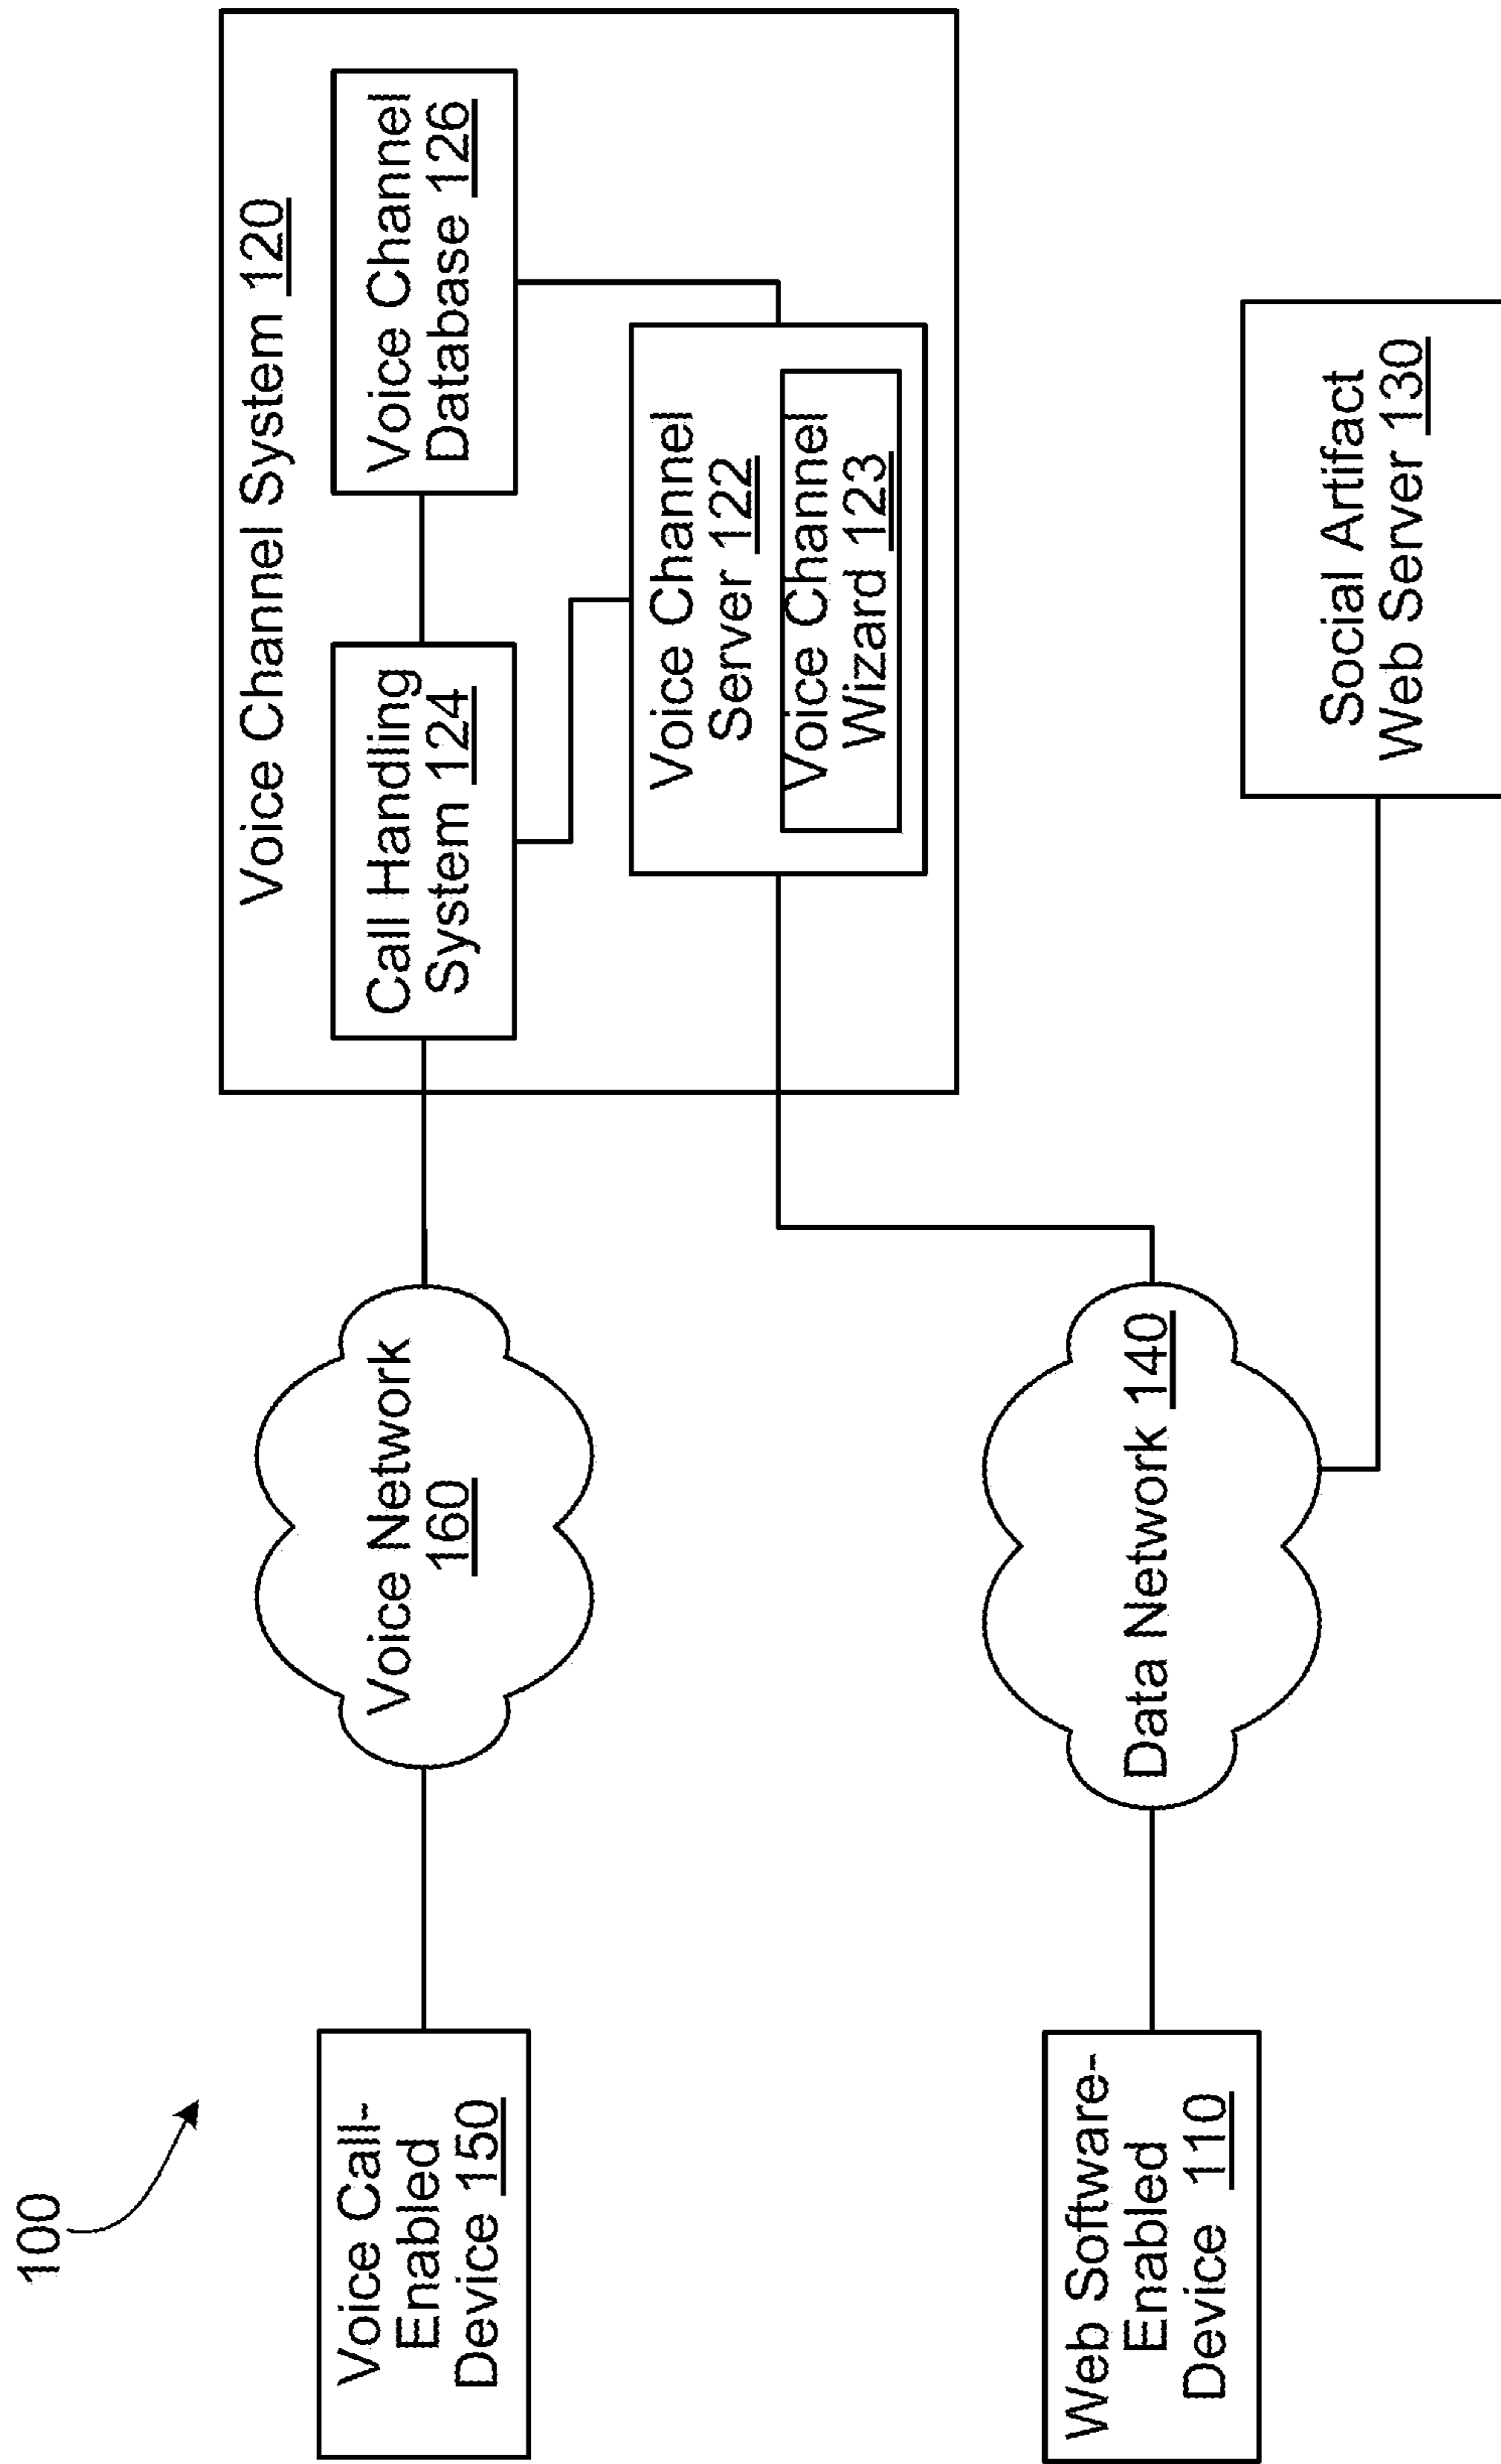 100
Voice Call-
Enabled
Device 150
Voice Network
160
Voice Channel System 120
Call Handling
System 124
Voice Channel
Database 126
Voice Channel
Server 122
Voice Channel
Wizard 123
Web Software-
Enabled
Device 110
Data Network 140
Social Artifact
Web Server 130